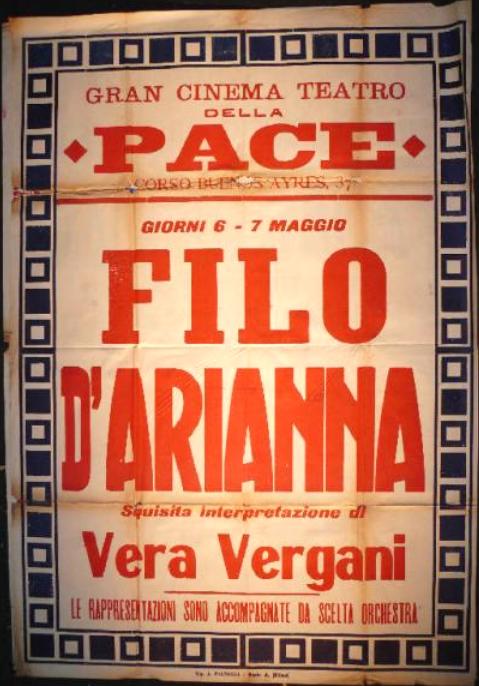 GRAN CINEMA TEATRO
DELLA
PACE
CORSO BUENOS AYRES, 37
GIORNI 6 - 7 MAGGIO
FILO
D'ARIANNA
Squisita interpretazione di
Vera Vergani
LE RAPPRESENTAZIONI SONO ACCOMPAGNATE DA SCELTA ORCHESTRA